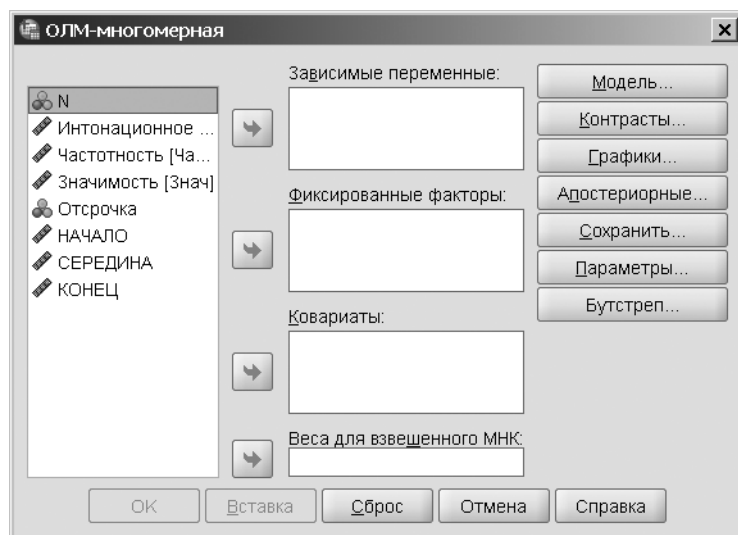 ОЛМ-многомерная
N
Интонационное ...
Частотность [Ча...
Значимость [Знач]
Отсрочка
НАЧАЛО
СЕРЕДИНА
КОНЕЦ
Зависимые переменные:
Фиксированные факторы:
Ковариаты:
Веса для взвешенного МНК:
Модель...
Контрасты...
Графики...
Апостериорные...
Сохранить...
Параметры...
Бутстреп...
ОК
Вставка
Сброс
Отмена
Справка